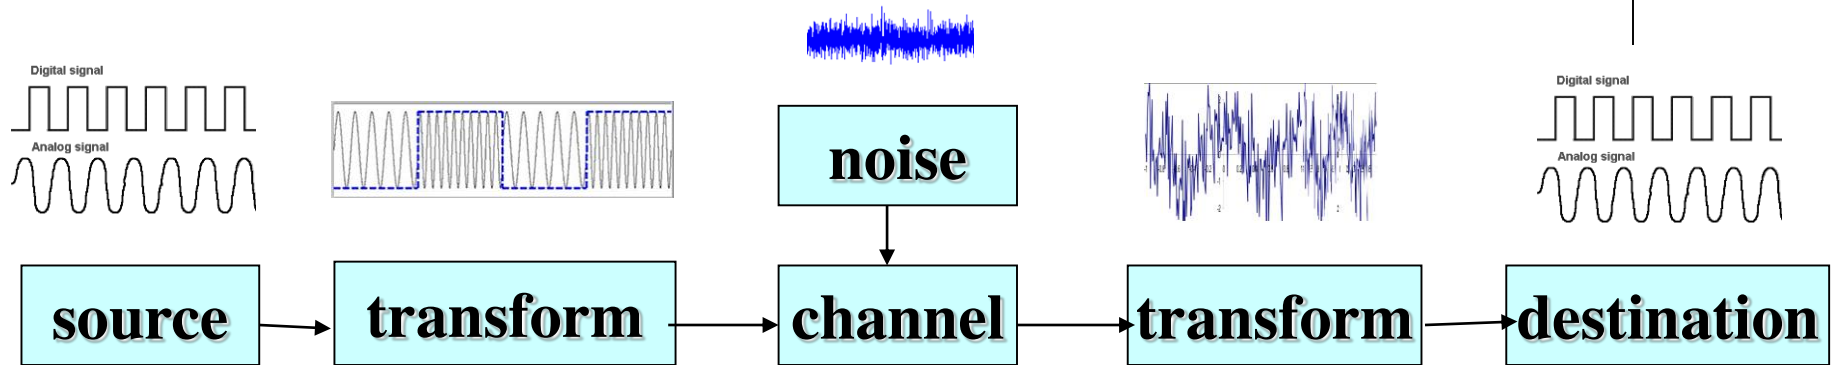 Digital signal
Analog signal
noise
Digital signal
Analog signal
source
transform
channel
transform
destination